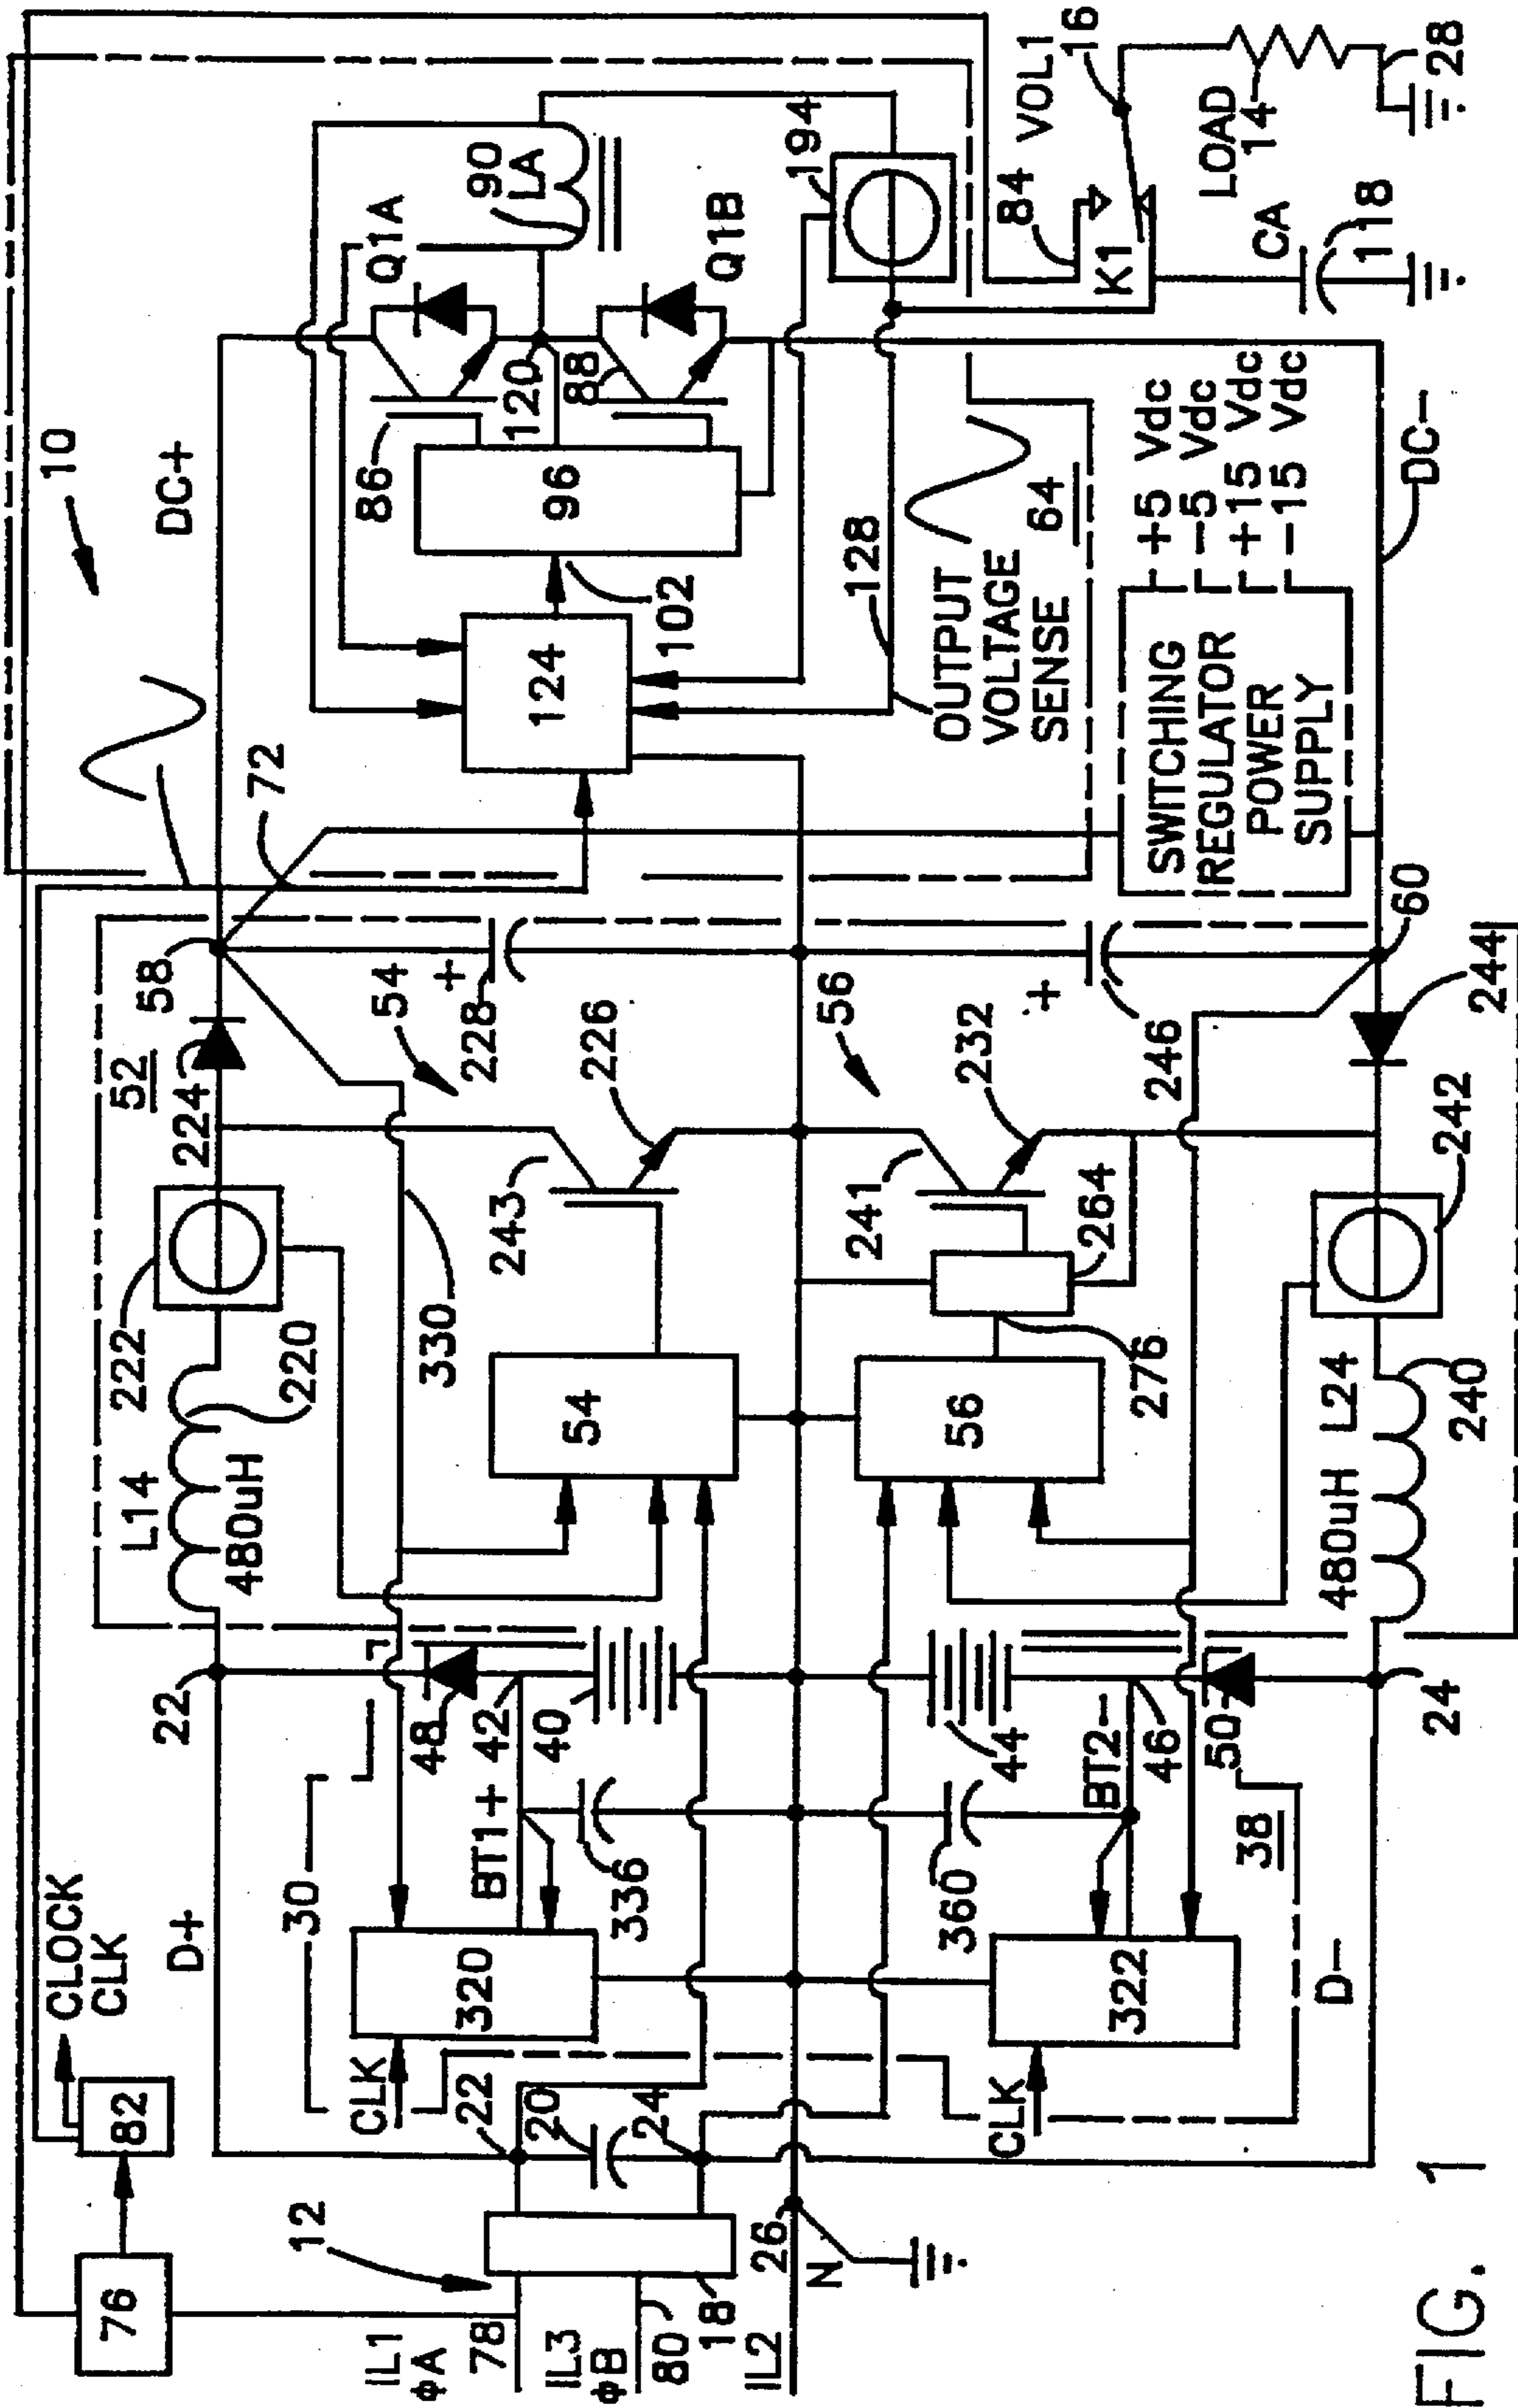 10
76
82
CLOCK
CLK
D+
22
L14
480uH
222
220
224
52
58
72
DC+
IL1
ΦA
78
IL3
ΦB
80
18
12
22
20
24
IL2
26
N
30
CLK
320
BT1+
42
48
40
336
330
54
243
226
54
228
+
56
124
102
96
86
120
88
Q1A
Q1B
90
LA
194
128
OUTPUT
VOLTAGE
SENSE
64
84
K1
VOL1
16
LOAD
14
28
CA
118
CLK
322
BT2-
46
50
44
360
38
D-
24
56
276
264
241
232
246
+
480uH
L24
240
242
244
60
SWITCHING
REGULATOR
POWER
SUPPLY
+5 Vdc
-5 Vdc
+15 Vdc
-15 Vdc
DC-
FIG. 1